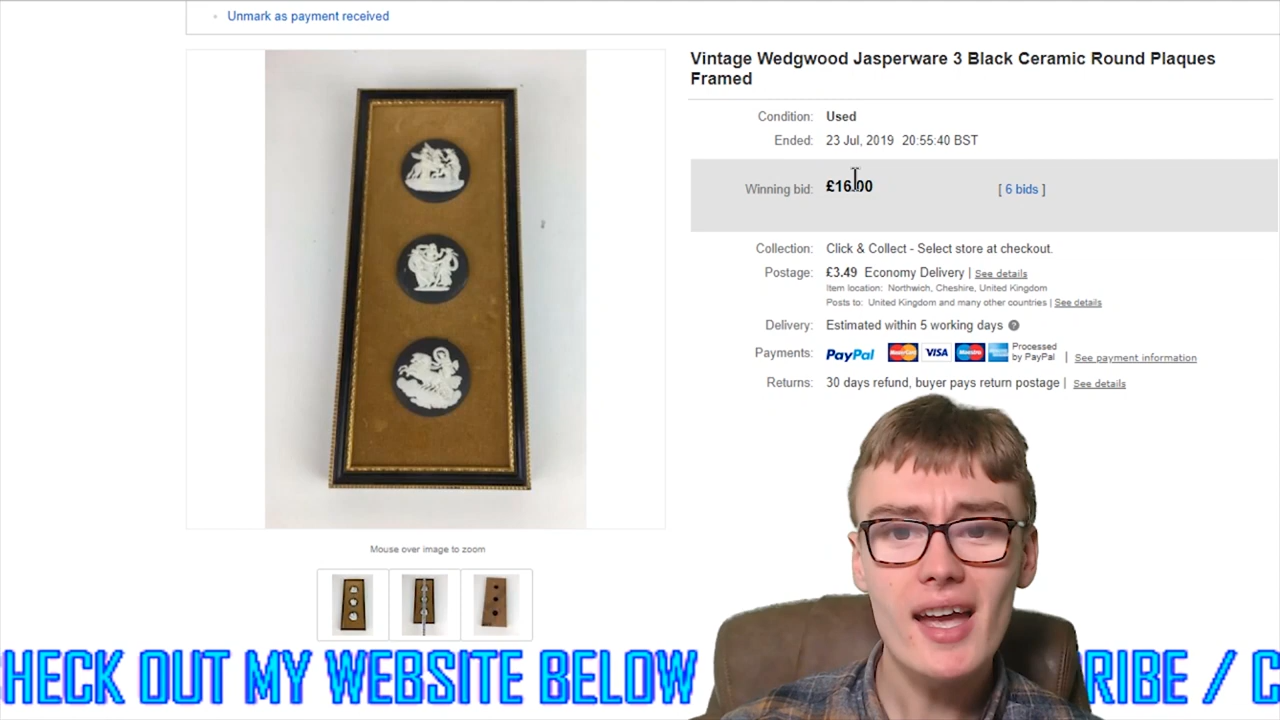 Unmark as payment received
Vintage Wedgwood Jasperware 3 Black Ceramic Round Plaques
Framed
Condition: Used
Ended: 23 Jul, 2019 20:55:40 BST
Winning bid: £16.00 [ 6 bids ]
Collection: Click & Collect - Select store at checkout.
Postage: £3.49 Economy Delivery | See details
Item location: Northwich, Cheshire, United Kingdom
Posts to: United Kingdom and many other countries | See details
Delivery: Estimated within 5 working days
Payments: PayPal MasterCard VISA Maestro Processed by PayPal | See payment information
Returns: 30 days refund, buyer pays return postage | See details
Mouse over image to zoom
HECK OUT MY WEBSITE BELOW RIBE / C